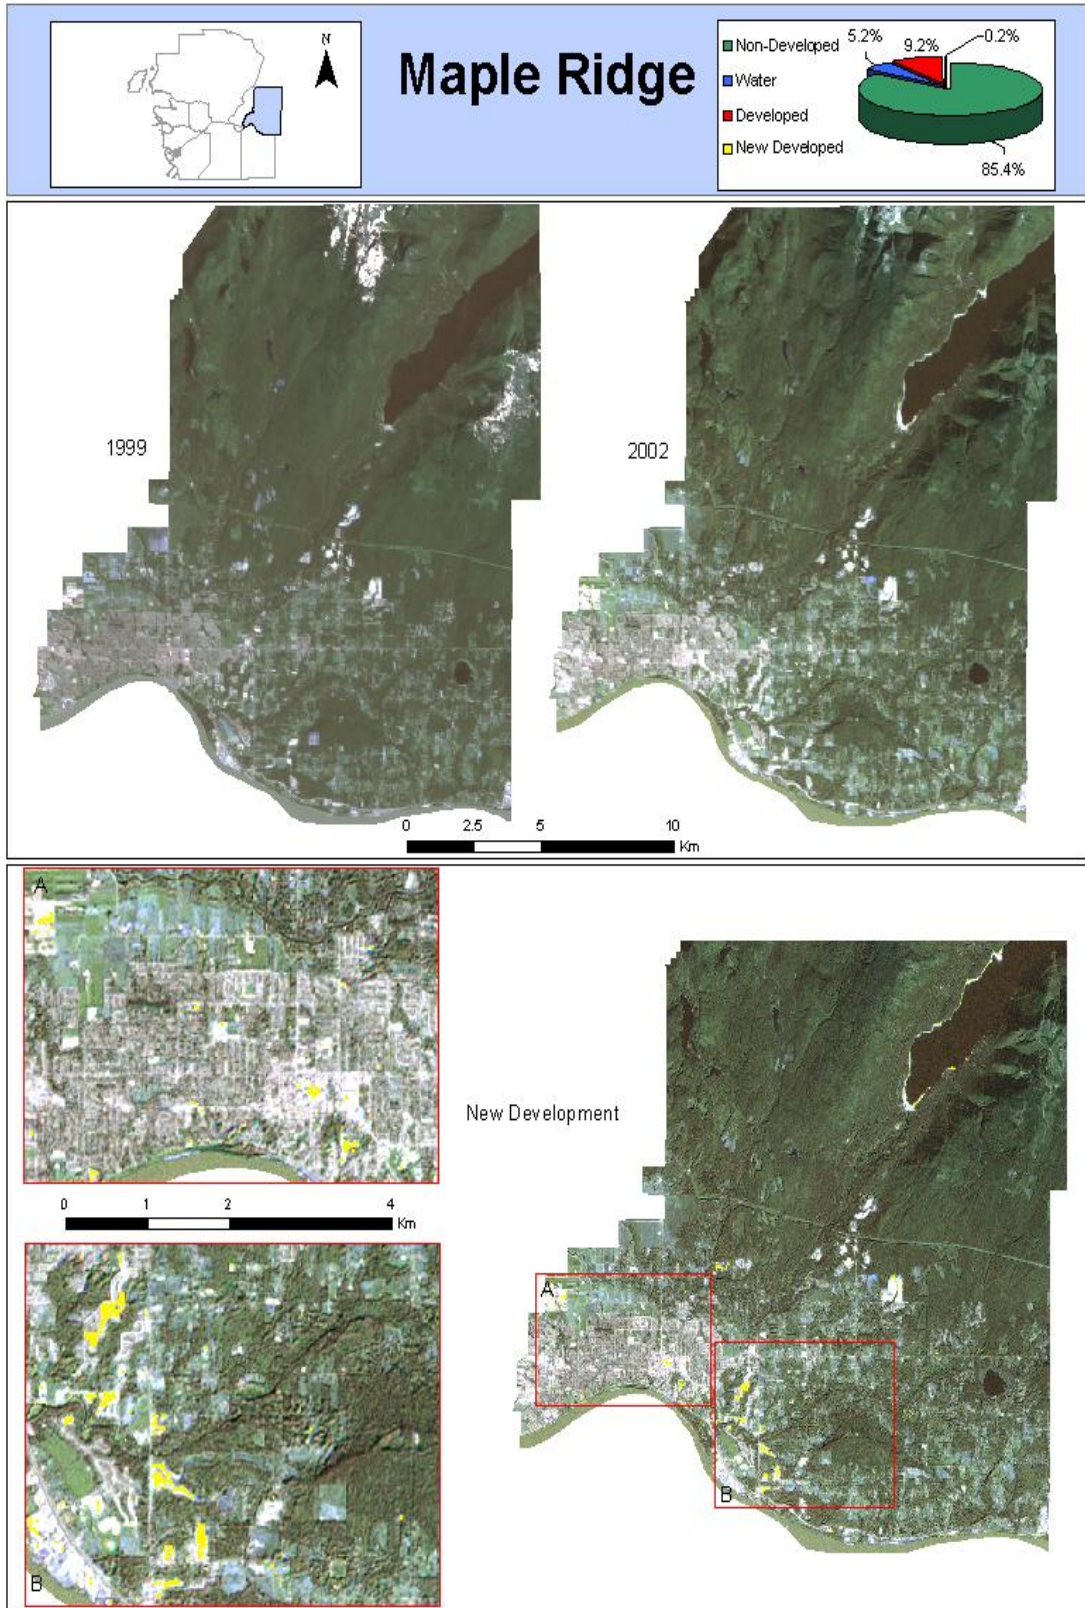 N
Maple Ridge
Non-Developed
Water
Developed
New Developed
5.2%
9.2%
0.2%
85.4%
1999
2002
0 2.5 5 10
Km
A
0 1 2 4
Km
B
New Development
A
B